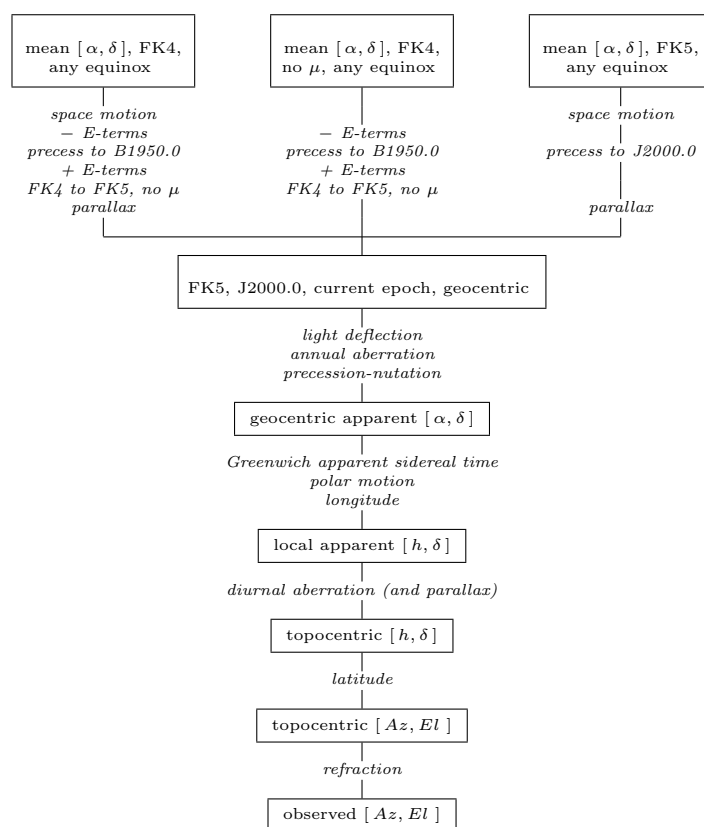 mean [ α, δ ], FK4,
any equinox
mean [ α, δ ], FK4,
no μ, any equinox
mean [ α, δ ], FK5,
any equinox
space motion
− E-terms
precess to B1950.0
+ E-terms
FK4 to FK5, no μ
parallax
− E-terms
precess to B1950.0
+ E-terms
FK4 to FK5, no μ
space motion
precess to J2000.0
parallax
FK5, J2000.0, current epoch, geocentric
light deflection
annual aberration
precession-nutation
geocentric apparent [ α, δ ]
Greenwich apparent sidereal time
polar motion
longitude
local apparent [ h, δ ]
diurnal aberration (and parallax)
topocentric [ h, δ ]
latitude
topocentric [ Az, El ]
refraction
observed [ Az, El ]